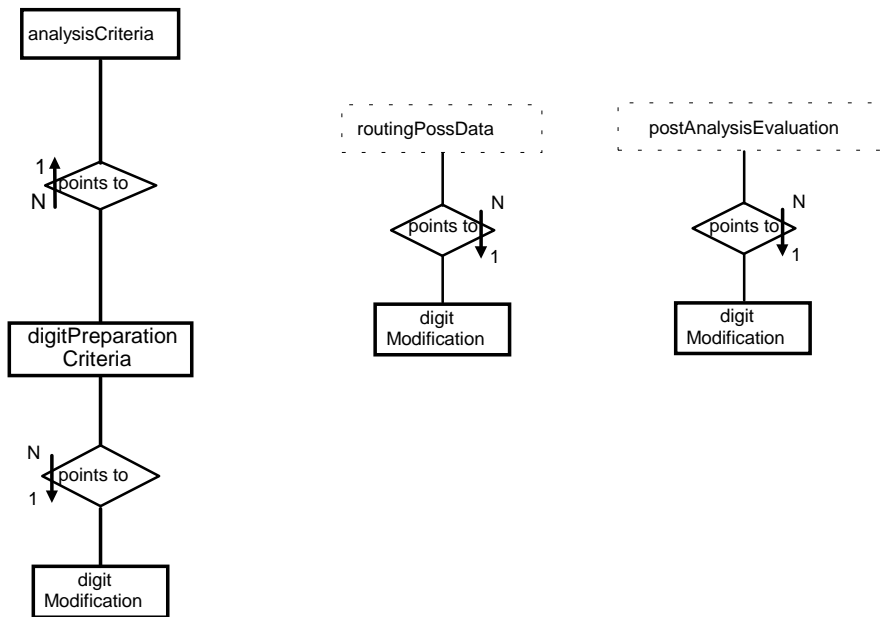 analysisCriteria
1
points to
N
digitPreparation
Criteria
N
points to
1
digit
Modification
routingPossData
N
points to
1
digit
Modification
postAnalysisEvaluation
N
points to
1
digit
Modification